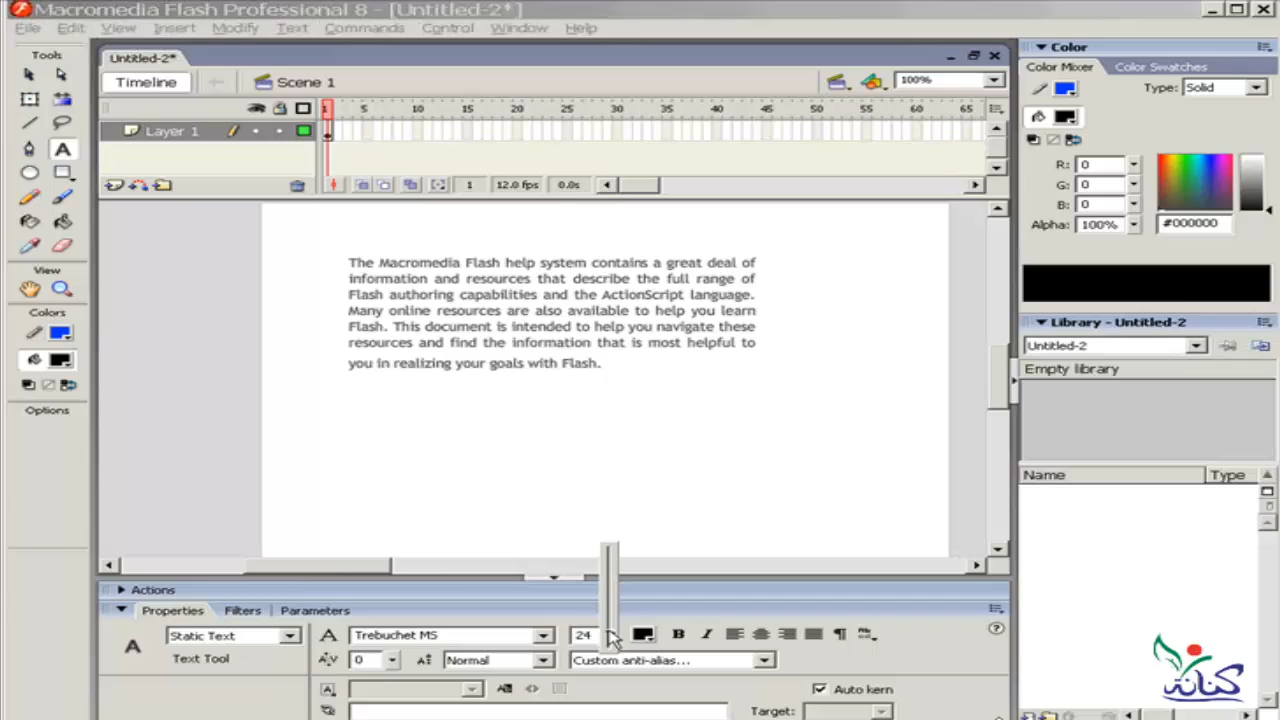 Macromedia Flash Professional 8 - [Untitled-2*]
File Edit View Insert Modify Text Commands Control Window Help
Tools
Untitled-2*
Timeline
Scene 1
100%
1 5 10 15 20 25 30 35 40 45 50 55 60 65
Layer 1
1 12.0 fps 0.0s
View
Colors
Options
The Macromedia Flash help system contains a great deal of
information and resources that describe the full range of
Flash authoring capabilities and the ActionScript language.
Many online resources are also available to help you learn
Flash. This document is intended to help you navigate these
resources and find the information that is most helpful to
you in realizing your goals with Flash.
Color
Color Mixer Color Swatches
Type: Solid
R: 0
G: 0
B: 0
Alpha: 100% #000000
Library - Untitled-2
Untitled-2
Empty library
Name Type
Actions
Properties Filters Parameters
Static Text
Text Tool
A Trebuchet MS 24 B I
A/V 0 Normal Custom anti-alias...
Auto kern
Target:
كنانة